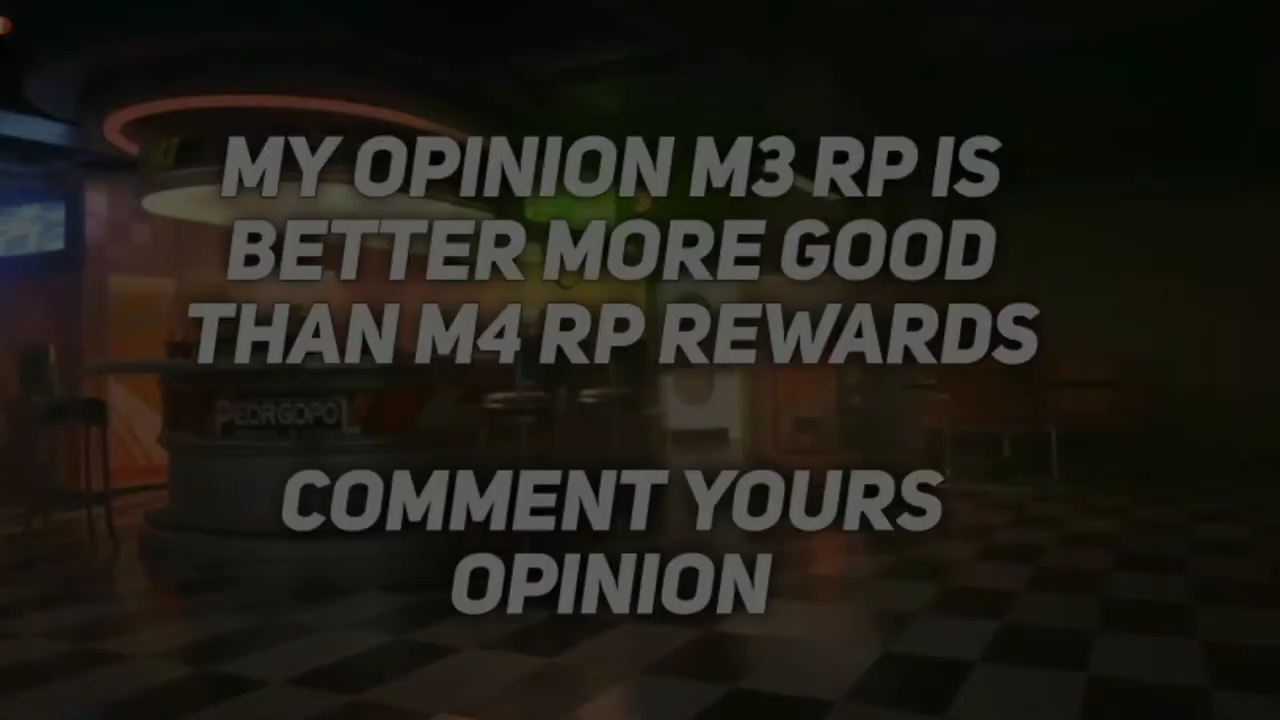 MY OPINION M3 RP IS
BETTER MORE GOOD
THAN M4 RP REWARDS
COMMENT YOURS
OPINION